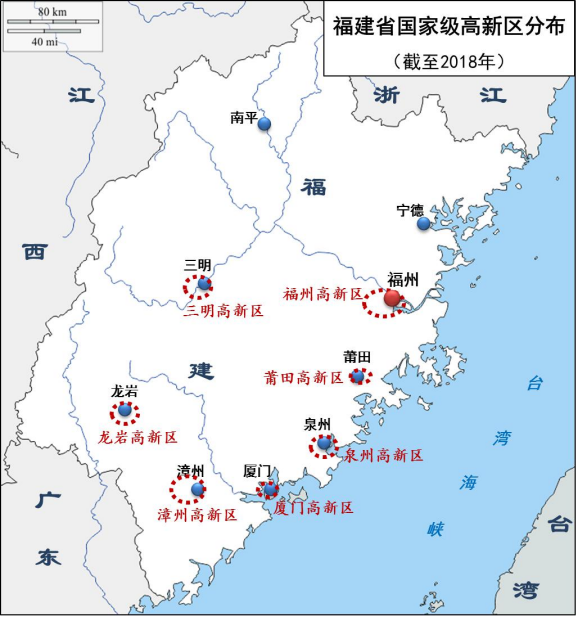 80 km
40 mi
福建省国家级高新区分布
（截至2018年）
江
浙
江
南平
福
宁德
西
三明
福州
福州高新区
三明高新区
莆田
建
莆田高新区
台
龙岩
龙岩高新区
泉州
湾
泉州高新区
漳州
厦门
海
广
厦门高新区
漳州高新区
峡
台
东
湾